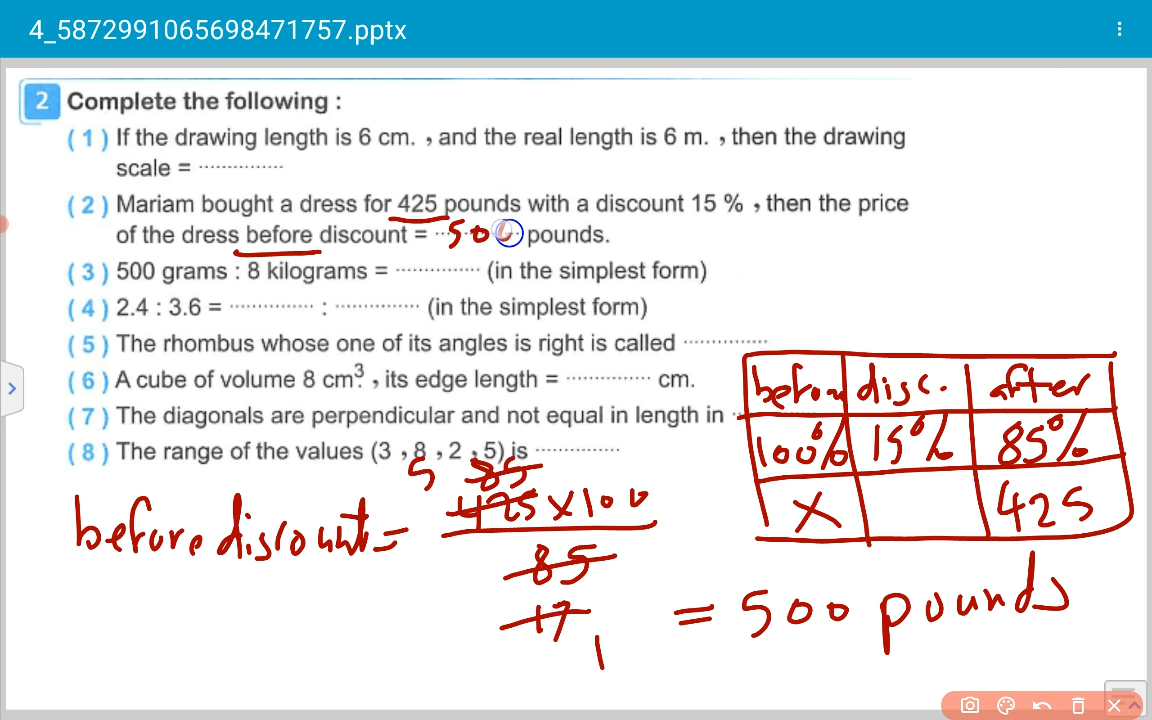 4_5872991065698471757.pptx
2 Complete the following :
( 1 ) If the drawing length is 6 cm. , and the real length is 6 m. , then the drawing
scale = ··············
( 2 ) Mariam bought a dress for 425 pounds with a discount 15 % , then the price
of the dress before discount = 500 pounds.
( 3 ) 500 grams : 8 kilograms = ·············· (in the simplest form)
( 4 ) 2.4 : 3.6 = ·············· : ·············· (in the simplest form)
( 5 ) The rhombus whose one of its angles is right is called ··············
( 6 ) A cube of volume 8 cm³. , its edge length = ·············· cm.
( 7 ) The diagonals are perpendicular and not equal in length in
( 8 ) The range of the values (3 , 8 , 2 , 5) is ··············
before disc. after
100% 15% 85%
X 425
5 85
before discount = 425 x 100
85
17
1
= 500 pounds